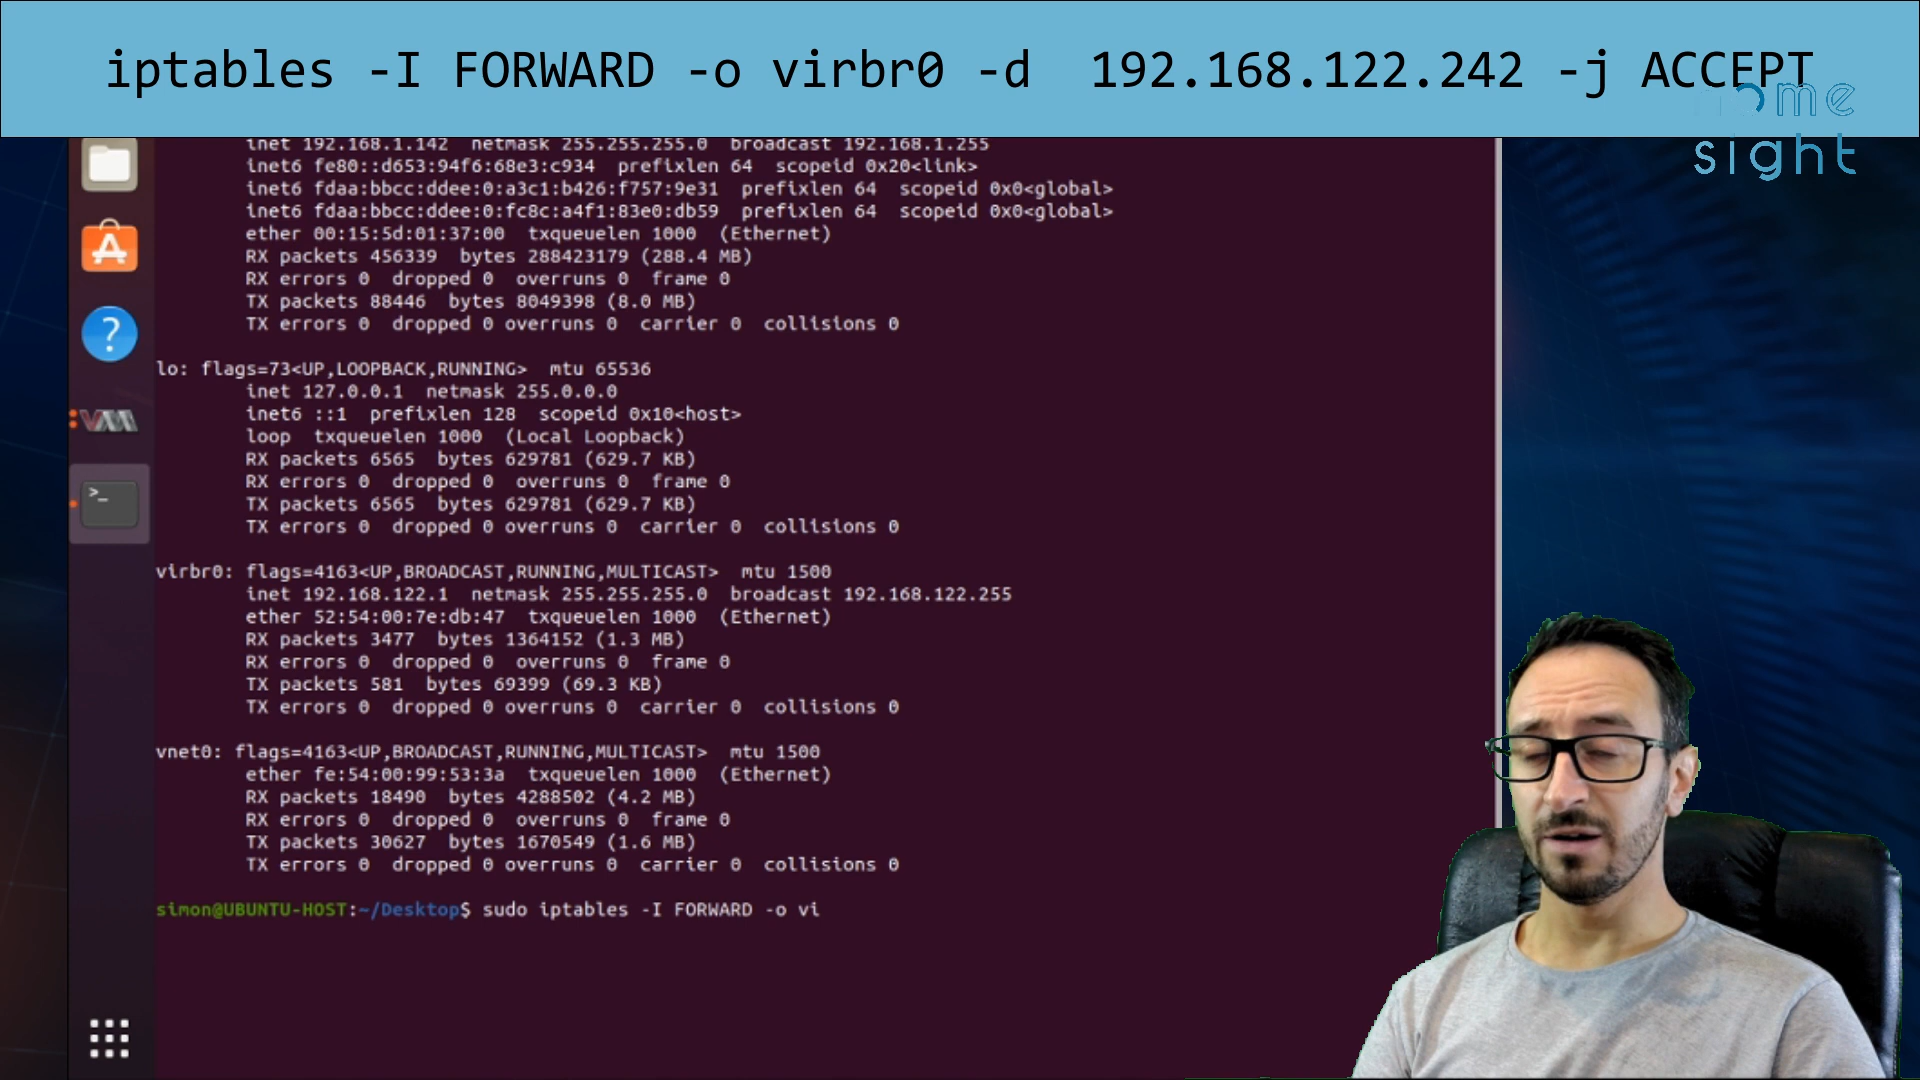 iptables -I FORWARD -o virbr0 -d  192.168.122.242 -j ACCEPT
home
sight
inet 192.168.1.142  netmask 255.255.255.0  broadcast 192.168.1.255
inet6 fe80::d653:94f6:68e3:c934  prefixlen 64  scopeid 0x20<link>
inet6 fdaa:bbcc:ddee:0:a3c1:b426:f757:9e31  prefixlen 64  scopeid 0x0<global>
inet6 fdaa:bbcc:ddee:0:fc8c:a4f1:83e0:db59  prefixlen 64  scopeid 0x0<global>
ether 00:15:5d:01:37:00  txqueuelen 1000  (Ethernet)
RX packets 456339  bytes 288423179 (288.4 MB)
RX errors 0  dropped 0  overruns 0  frame 0
TX packets 88446  bytes 8049398 (8.0 MB)
TX errors 0  dropped 0 overruns 0  carrier 0  collisions 0
lo: flags=73<UP,LOOPBACK,RUNNING>  mtu 65536
inet 127.0.0.1  netmask 255.0.0.0
inet6 ::1  prefixlen 128  scopeid 0x10<host>
loop  txqueuelen 1000  (Local Loopback)
RX packets 6565  bytes 629781 (629.7 KB)
RX errors 0  dropped 0  overruns 0  frame 0
TX packets 6565  bytes 629781 (629.7 KB)
TX errors 0  dropped 0 overruns 0  carrier 0  collisions 0
virbr0: flags=4163<UP,BROADCAST,RUNNING,MULTICAST>  mtu 1500
inet 192.168.122.1  netmask 255.255.255.0  broadcast 192.168.122.255
ether 52:54:00:7e:db:47  txqueuelen 1000  (Ethernet)
RX packets 3477  bytes 1364152 (1.3 MB)
RX errors 0  dropped 0  overruns 0  frame 0
TX packets 581  bytes 69399 (69.3 KB)
TX errors 0  dropped 0 overruns 0  carrier 0  collisions 0
vnet0: flags=4163<UP,BROADCAST,RUNNING,MULTICAST>  mtu 1500
ether fe:54:00:99:53:3a  txqueuelen 1000  (Ethernet)
RX packets 18490  bytes 4288502 (4.2 MB)
RX errors 0  dropped 0  overruns 0  frame 0
TX packets 30627  bytes 1670549 (1.6 MB)
TX errors 0  dropped 0 overruns 0  carrier 0  collisions 0
simon@UBUNTU-HOST:~/Desktop$ sudo iptables -I FORWARD -o vi